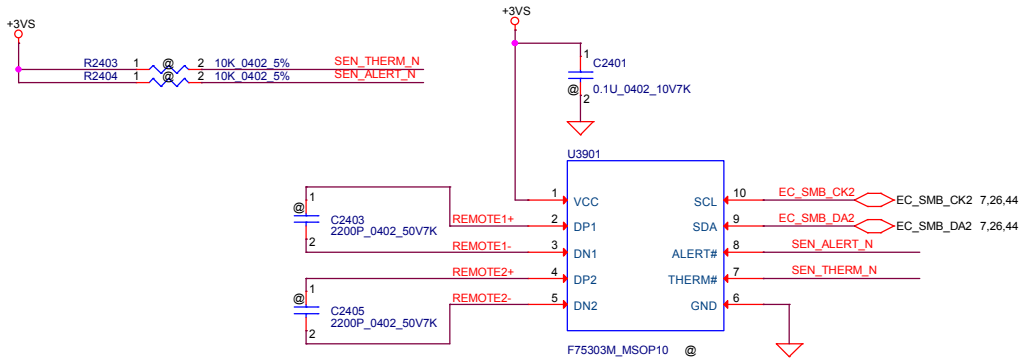 +3VS
R2403 1 @ 2 10K_0402_5% SEN_THERM_N
R2404 1 @ 2 10K_0402_5% SEN_ALERT_N
+3VS
1
C2401
@
0.1U_0402_10V7K
2
U3901
1 VCC
2 DP1
3 DN1
4 DP2
5 DN2
SCL 10
SDA 9
ALERT# 8
THERM# 7
GND 6
EC_SMB_CK2
EC_SMB_CK2 7,26,44
EC_SMB_DA2
EC_SMB_DA2 7,26,44
SEN_ALERT_N
SEN_THERM_N
1
@
C2403
2200P_0402_50V7K
2
REMOTE1+
REMOTE1-
REMOTE2+
REMOTE2-
1
@
C2405
2200P_0402_50V7K
2
F75303M_MSOP10 @